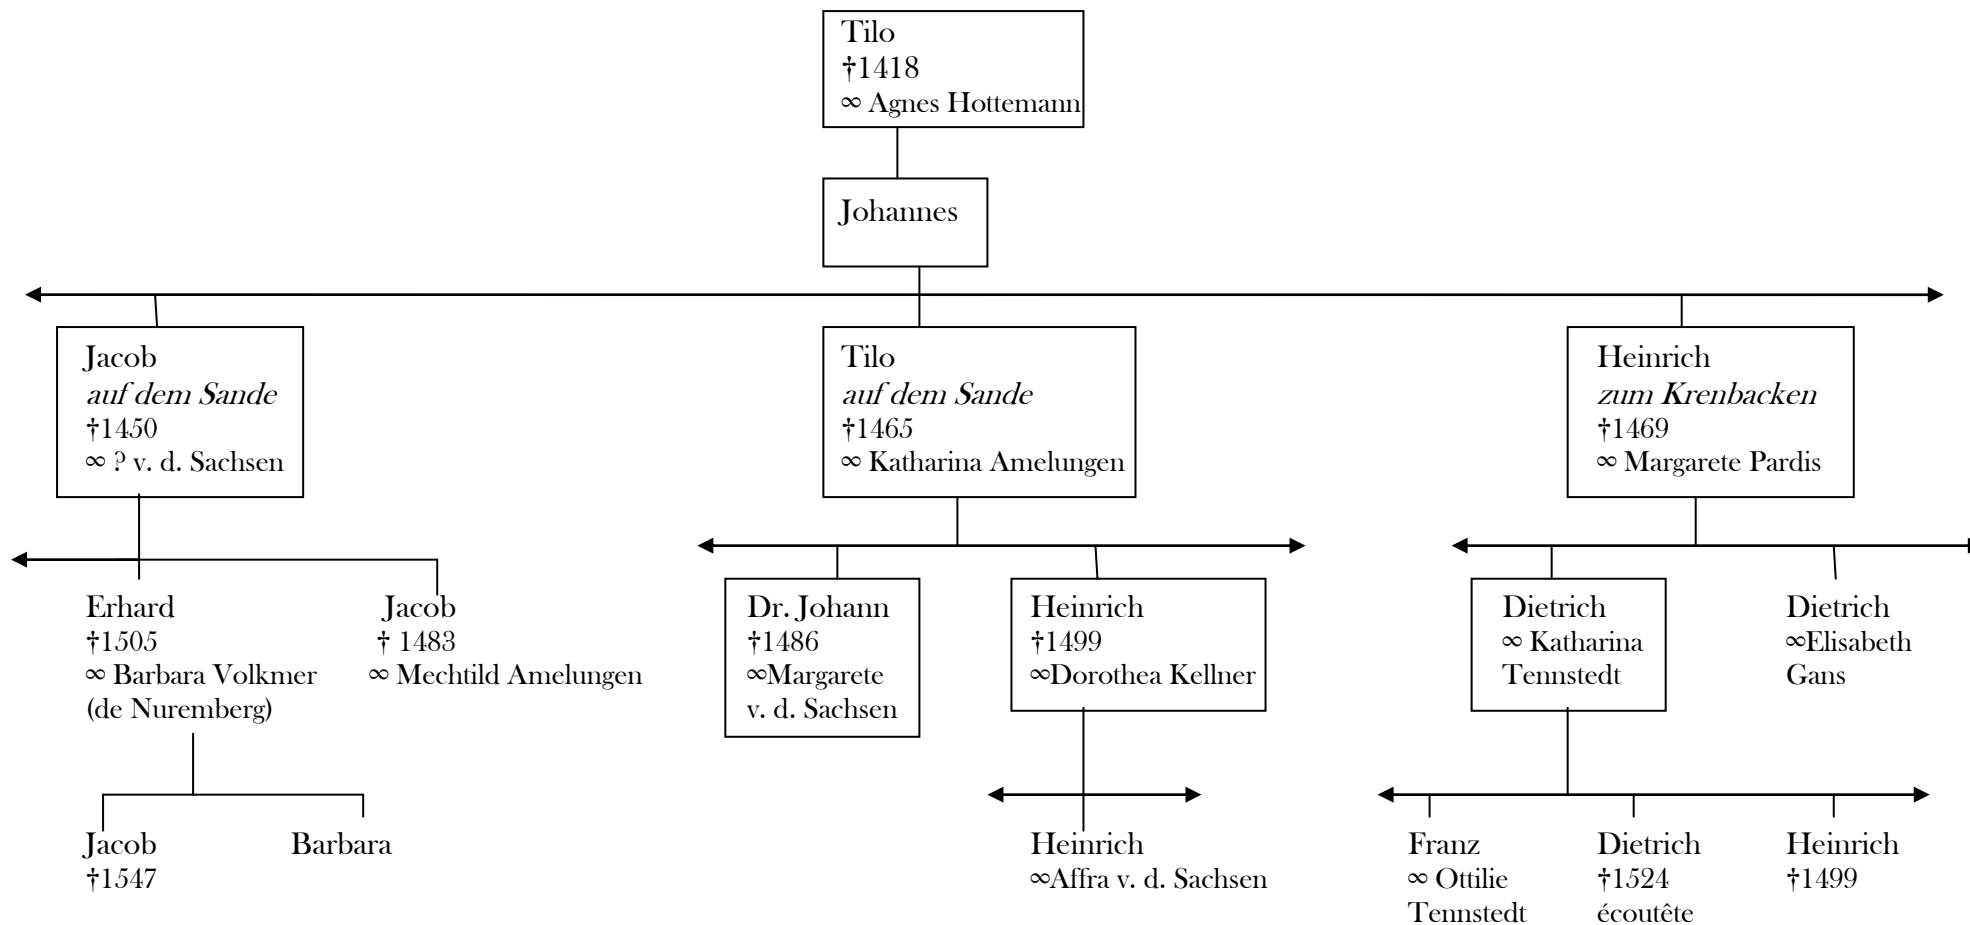 Tilo
†1418
∞ Agnes Hottemann
Johannes
Jacob
auf dem Sande
†1450
∞ ? v. d. Sachsen
Tilo
auf dem Sande
†1465
∞ Katharina Amelungen
Heinrich
zum Krenbacken
†1469
∞ Margarete Pardis
Erhard
†1505
∞ Barbara Volkmer
(de Nuremberg)
Jacob
† 1483
∞ Mechtild Amelungen
Dr. Johann
†1486
∞Margarete
v. d. Sachsen
Heinrich
†1499
∞Dorothea Kellner
Dietrich
∞ Katharina
Tennstedt
Dietrich
∞Elisabeth
Gans
Jacob
†1547
Barbara
Heinrich
∞Affra v. d. Sachsen
Franz
∞ Ottilie
Tennstedt
Dietrich
†1524
écoutête
Heinrich
†1499